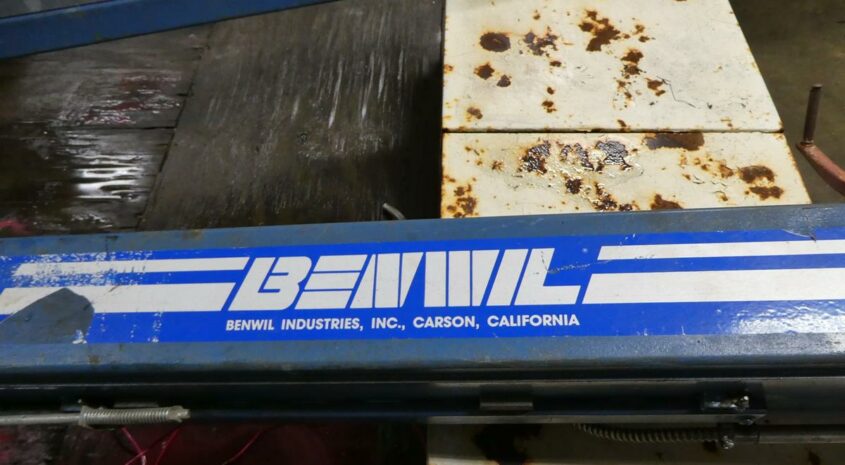 BENWIL
BENWIL INDUSTRIES, INC., CARSON, CALIFORNIA